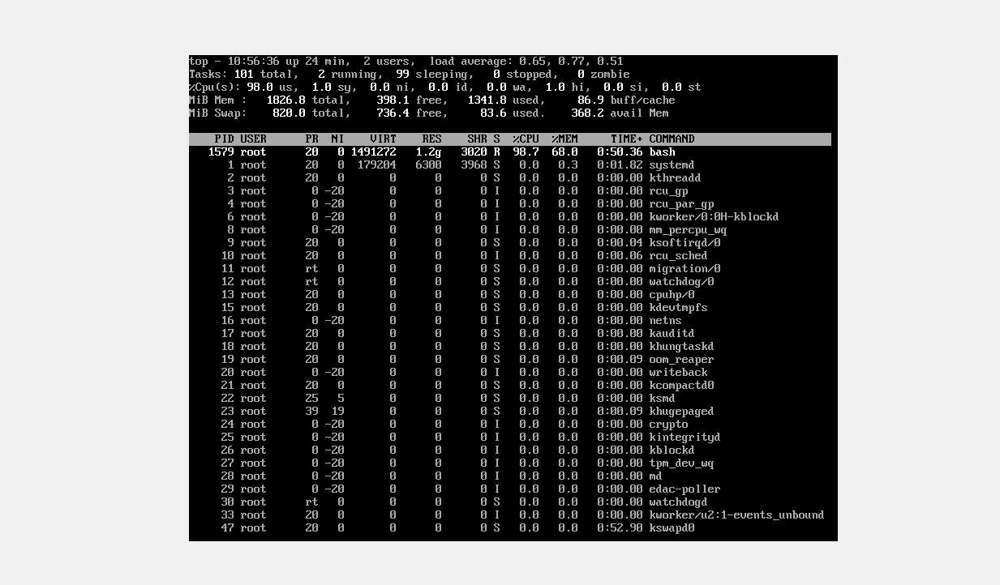 top - 10:56:36 up 24 min,  2 users,  load average: 0.65, 0.77, 0.51
Tasks: 101 total,   2 running,  99 sleeping,   0 stopped,   0 zombie
%Cpu(s): 98.0 us,  1.0 sy,  0.0 ni,  0.0 id,  0.0 wa,  1.0 hi,  0.0 si,  0.0 st
MiB Mem :   1826.8 total,    398.1 free,   1341.8 used,     86.9 buff/cache
MiB Swap:    820.0 total,    736.4 free,     83.6 used.    368.2 avail Mem
PID USER      PR  NI    VIRT    RES    SHR S  %CPU  %MEM     TIME+ COMMAND
1579 root      20   0 1491272   1.2g   3020 R  98.7  68.0   0:50.36 bash
1 root      20   0  179204   6300   3968 S   0.0   0.3   0:01.82 systemd
2 root      20   0       0      0      0 S   0.0   0.0   0:00.00 kthreadd
3 root       0 -20       0      0      0 I   0.0   0.0   0:00.00 rcu_gp
4 root       0 -20       0      0      0 I   0.0   0.0   0:00.00 rcu_par_gp
6 root       0 -20       0      0      0 I   0.0   0.0   0:00.00 kworker/0:0H-kblockd
8 root       0 -20       0      0      0 I   0.0   0.0   0:00.00 mm_percpu_wq
9 root      20   0       0      0      0 S   0.0   0.0   0:00.04 ksoftirqd/0
10 root      20   0       0      0      0 I   0.0   0.0   0:00.06 rcu_sched
11 root      rt   0       0      0      0 S   0.0   0.0   0:00.00 migration/0
12 root      rt   0       0      0      0 S   0.0   0.0   0:00.00 watchdog/0
13 root      20   0       0      0      0 S   0.0   0.0   0:00.00 cpuhp/0
15 root      20   0       0      0      0 S   0.0   0.0   0:00.00 kdevtmpfs
16 root       0 -20       0      0      0 I   0.0   0.0   0:00.00 netns
17 root      20   0       0      0      0 S   0.0   0.0   0:00.00 kauditd
18 root      20   0       0      0      0 S   0.0   0.0   0:00.00 khungtaskd
19 root      20   0       0      0      0 S   0.0   0.0   0:00.09 oom_reaper
20 root       0 -20       0      0      0 I   0.0   0.0   0:00.00 writeback
21 root      20   0       0      0      0 S   0.0   0.0   0:00.00 kcompactd0
22 root      25   5       0      0      0 S   0.0   0.0   0:00.00 ksmd
23 root      39  19       0      0      0 S   0.0   0.0   0:00.09 khugepaged
24 root       0 -20       0      0      0 I   0.0   0.0   0:00.00 crypto
25 root       0 -20       0      0      0 I   0.0   0.0   0:00.00 kintegrityd
26 root       0 -20       0      0      0 I   0.0   0.0   0:00.00 kblockd
27 root       0 -20       0      0      0 I   0.0   0.0   0:00.00 tpm_dev_wq
28 root       0 -20       0      0      0 I   0.0   0.0   0:00.00 md
29 root       0 -20       0      0      0 I   0.0   0.0   0:00.00 edac-poller
30 root      rt   0       0      0      0 S   0.0   0.0   0:00.00 watchdogd
33 root      20   0       0      0      0 I   0.0   0.0   0:00.00 kworker/u2:1-events_unbound
47 root      20   0       0      0      0 S   0.0   0.0   0:52.90 kswapd0